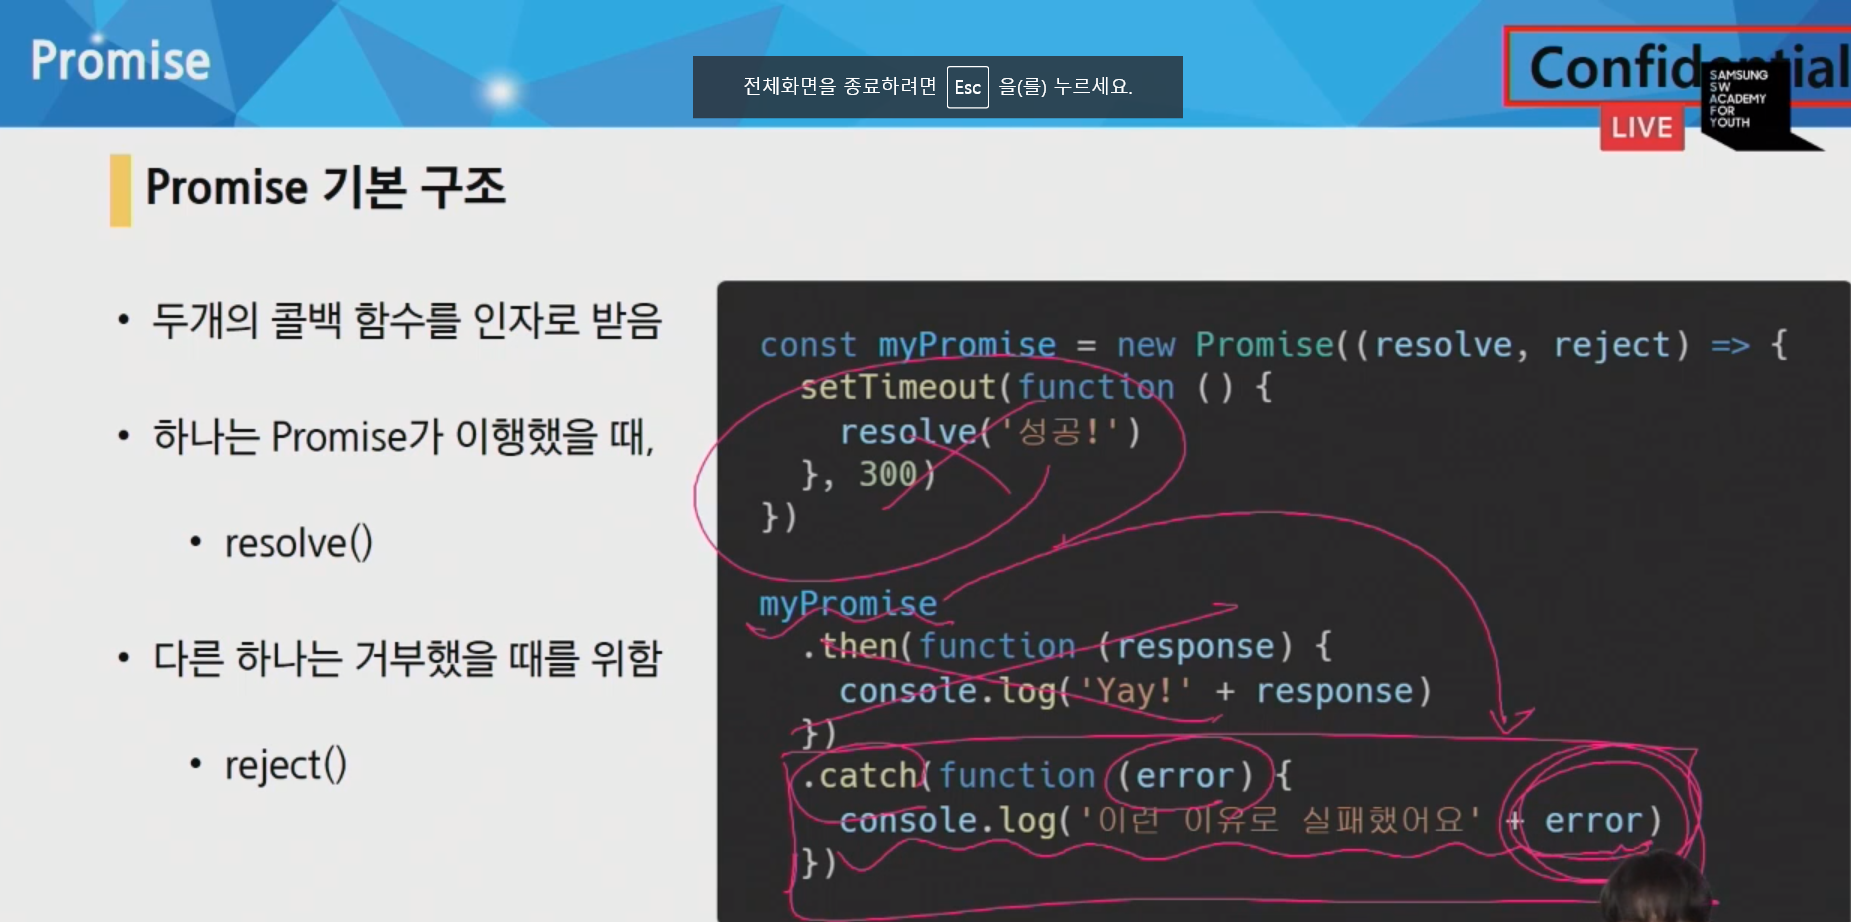 Promise
전체화면을 종료하려면 Esc 을(를) 누르세요.
Confidential
SAMSUNG
SW
ACADEMY
FOR
YOUTH
LIVE
Promise 기본 구조
• 두개의 콜백 함수를 인자로 받음
• 하나는 Promise가 이행했을 때,
• resolve()
• 다른 하나는 거부했을 때를 위함
• reject()
const myPromise = new Promise((resolve, reject) => {
setTimeout(function () {
resolve('성공!')
}, 300)
})
myPromise
.then(function (response) {
console.log('Yay!' + response)
})
.catch(function (error) {
console.log('이런 이유로 실패했어요' + error)
})